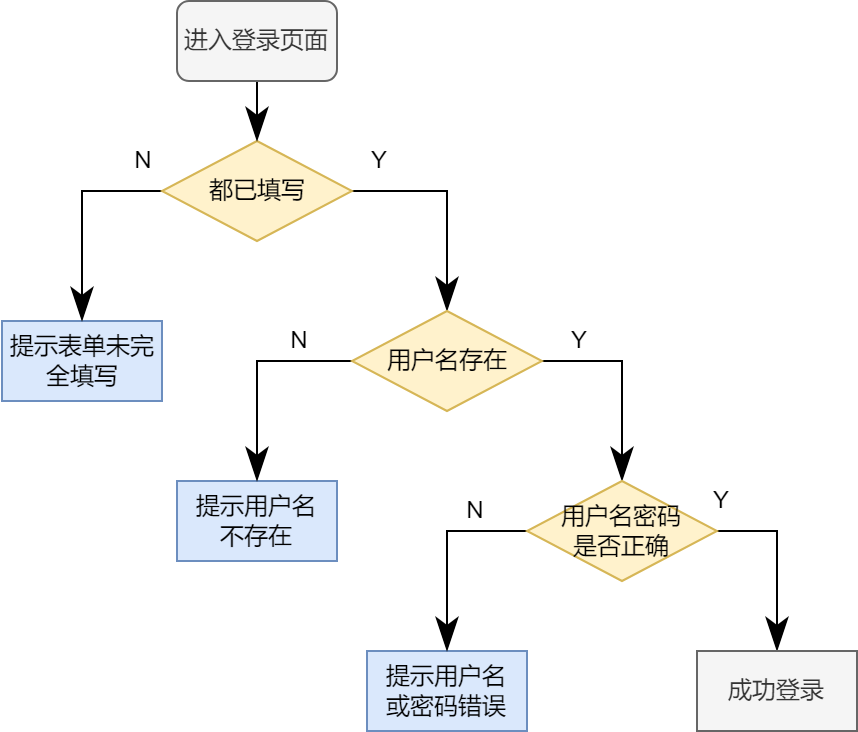 进入登录页面
N
Y
都已填写
提示表单未完
全填写
N
Y
用户名存在
提示用户名
不存在
N
Y
用户名密码
是否正确
提示用户名
或密码错误
成功登录